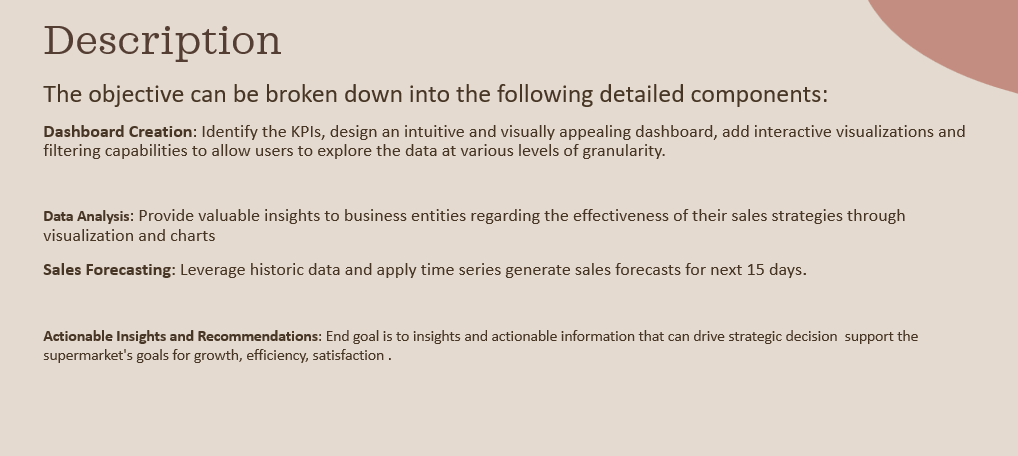 Description
The objective can be broken down into the following detailed components:
Dashboard Creation: Identify the KPIs, design an intuitive and visually appealing dashboard, add interactive visualizations and
filtering capabilities to allow users to explore the data at various levels of granularity.
Data Analysis: Provide valuable insights to business entities regarding the effectiveness of their sales strategies through
visualization and charts
Sales Forecasting: Leverage historic data and apply time series generate sales forecasts for next 15 days.
Actionable Insights and Recommendations: End goal is to insights and actionable information that can drive strategic decision  support the
supermarket's goals for growth, efficiency, satisfaction .